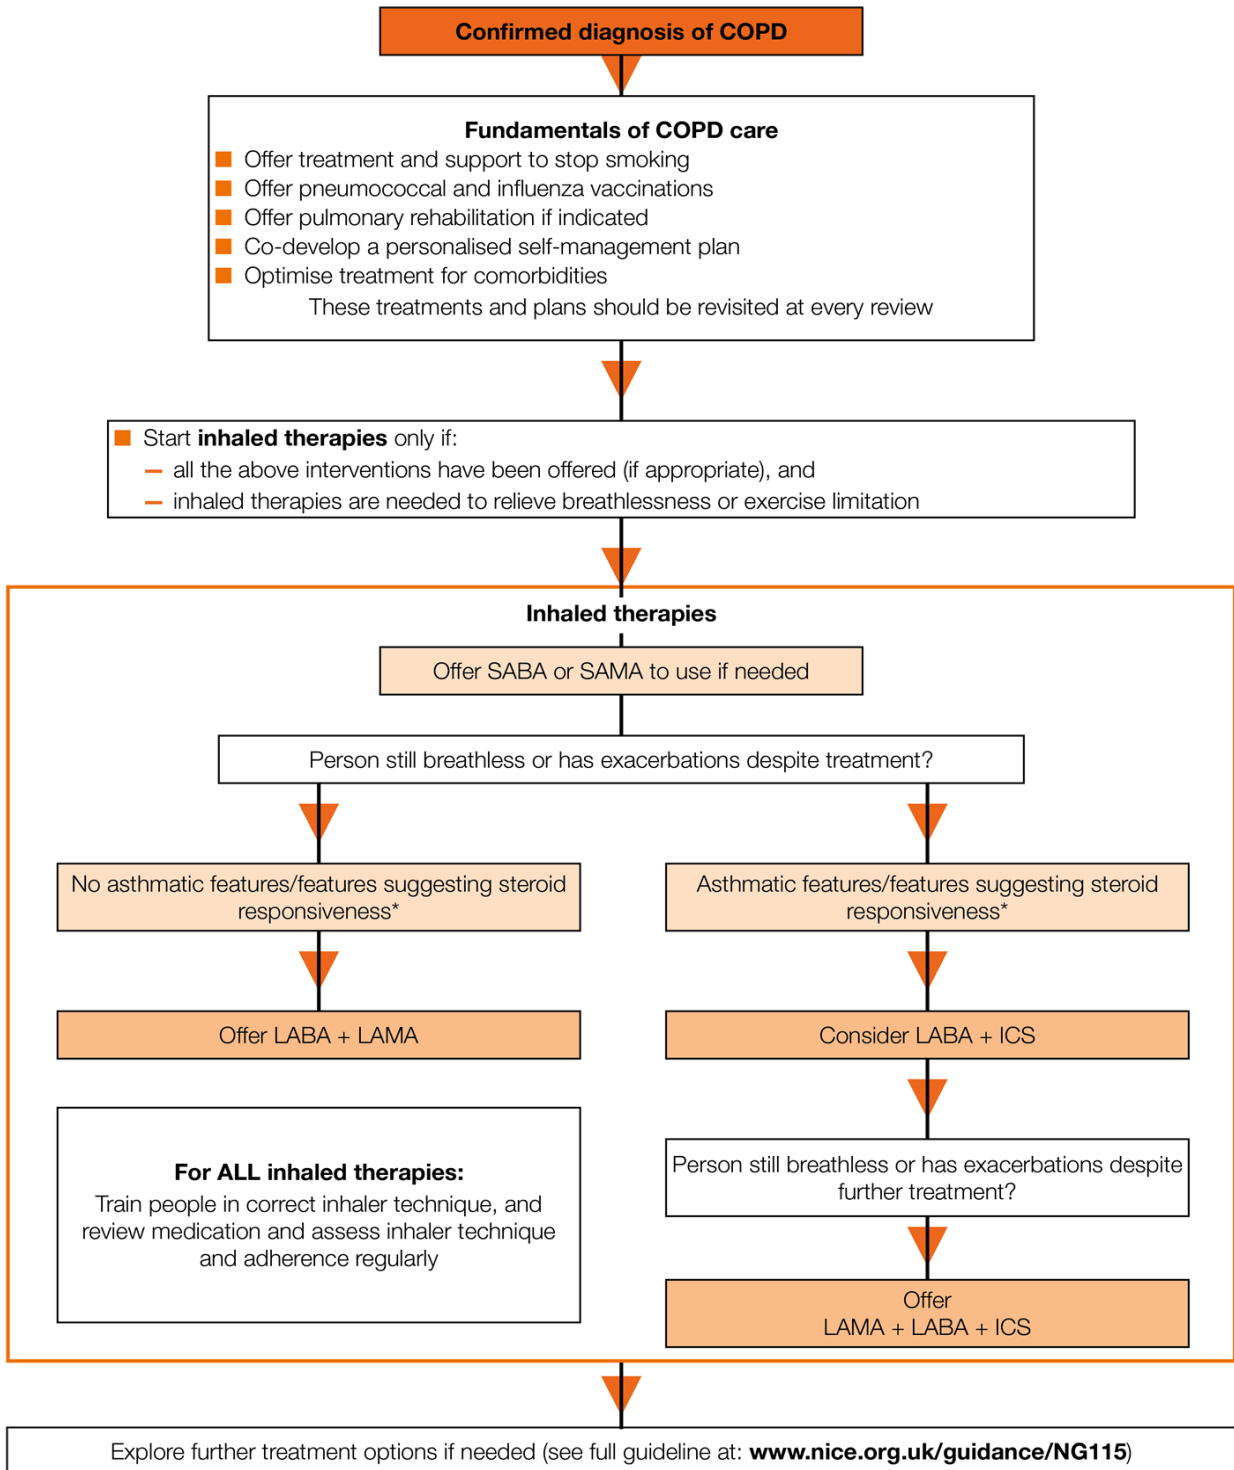 Confirmed diagnosis of COPD
Fundamentals of COPD care
■ Offer treatment and support to stop smoking
■ Offer pneumococcal and influenza vaccinations
■ Offer pulmonary rehabilitation if indicated
■ Co-develop a personalised self-management plan
■ Optimise treatment for comorbidities
These treatments and plans should be revisited at every review
■ Start inhaled therapies only if:
– all the above interventions have been offered (if appropriate), and
– inhaled therapies are needed to relieve breathlessness or exercise limitation
Inhaled therapies
Offer SABA or SAMA to use if needed
Person still breathless or has exacerbations despite treatment?
No asthmatic features/features suggesting steroid
responsiveness*
Offer LABA + LAMA
For ALL inhaled therapies:
Train people in correct inhaler technique, and
review medication and assess inhaler technique
and adherence regularly
Asthmatic features/features suggesting steroid
responsiveness*
Consider LABA + ICS
Person still breathless or has exacerbations despite
further treatment?
Offer
LAMA + LABA + ICS
Explore further treatment options if needed (see full guideline at: www.nice.org.uk/guidance/NG115)